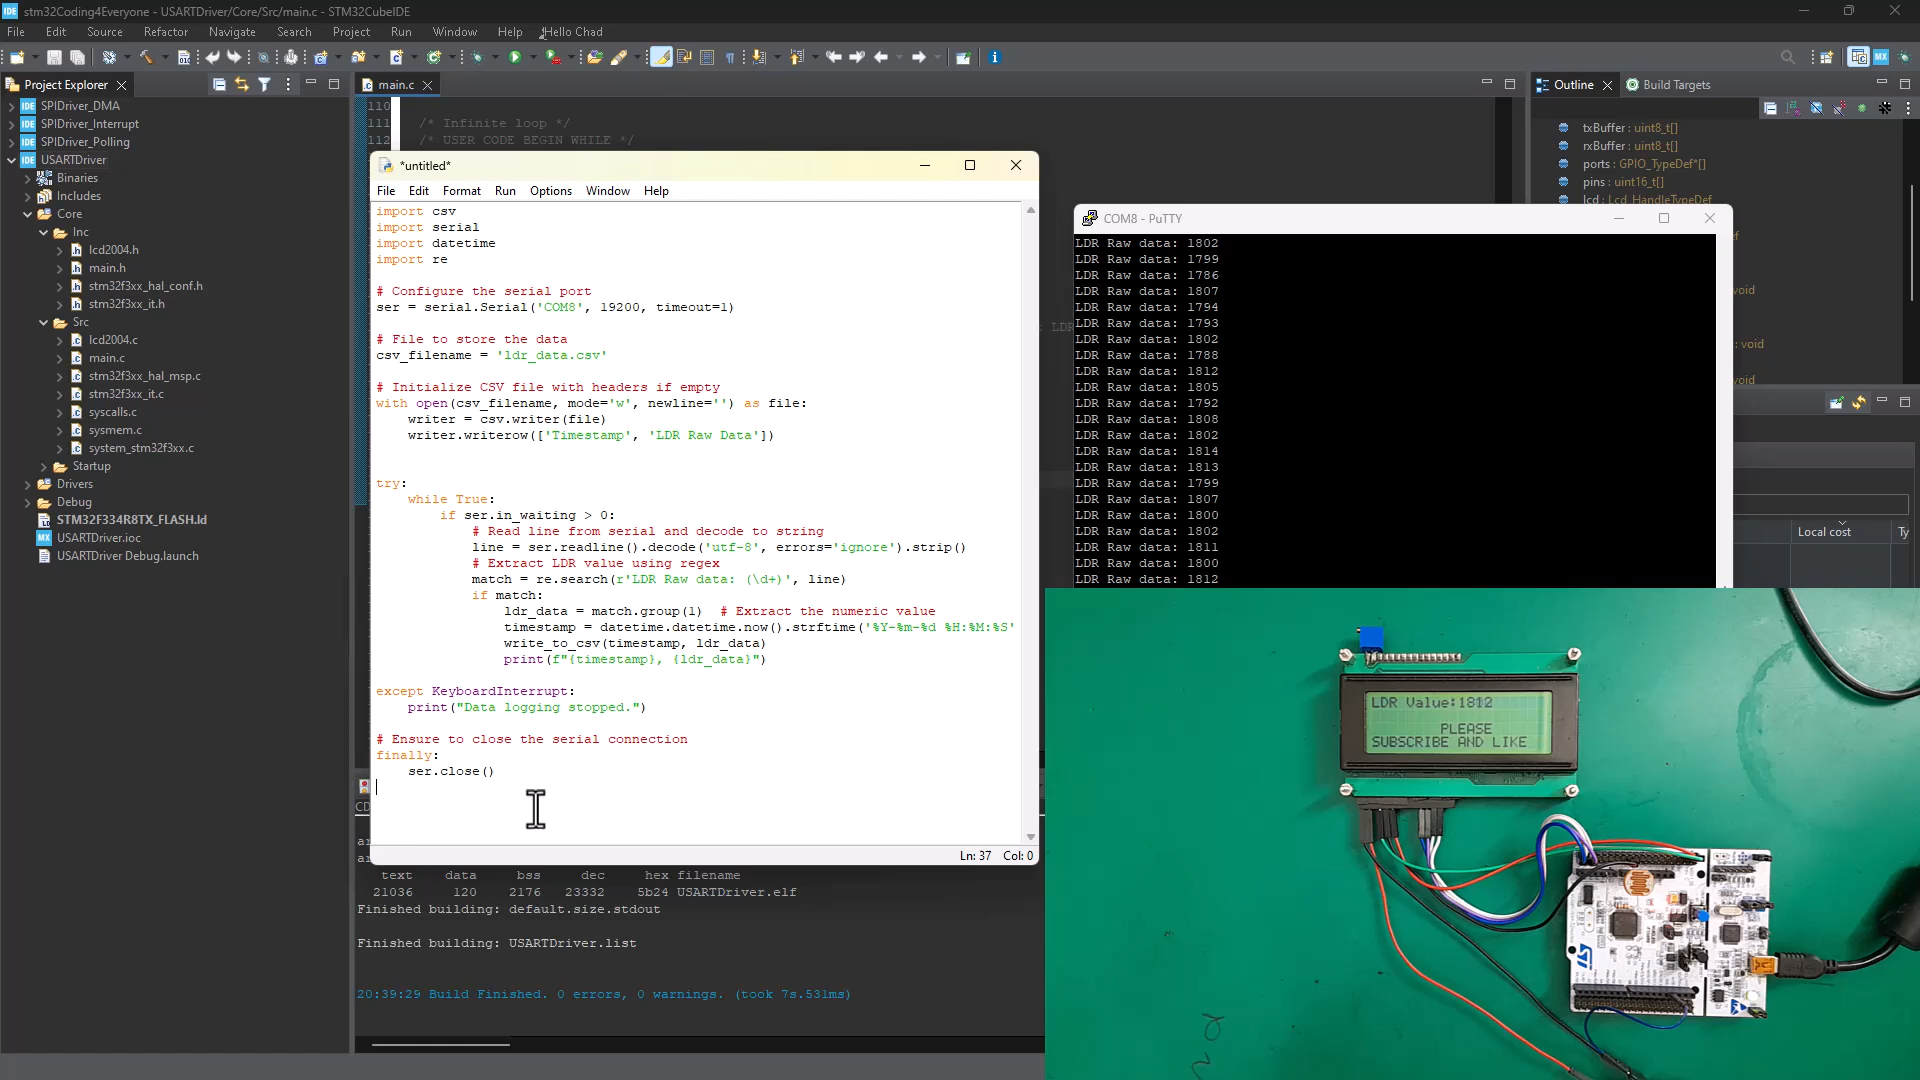 stm32Coding4Everyone - USARTDriver/Core/Src/main.c - STM32CubeIDE
File Edit Source Refactor Navigate Search Project Run Window Help Hello Chad
Project Explorer
SPIDriver_DMA
SPIDriver_Interrupt
SPIDriver_Polling
USARTDriver
Binaries
Includes
Core
Inc
lcd2004.h
main.h
stm32f3xx_hal_conf.h
stm32f3xx_it.h
Src
lcd2004.c
main.c
stm32f3xx_hal_msp.c
stm32f3xx_it.c
syscalls.c
sysmem.c
system_stm32f3xx.c
Startup
Drivers
Debug
STM32F334R8TX_FLASH.ld
USARTDriver.ioc
USARTDriver Debug.launch
main.c
110
111 /* Infinite loop */
112 /* USER CODE BEGIN WHILE */
*untitled*
File Edit Format Run Options Window Help
import csv
import serial
import datetime
import re
# Configure the serial port
ser = serial.Serial('COM8', 19200, timeout=1)
# File to store the data
csv_filename = 'ldr_data.csv'
# Initialize CSV file with headers if empty
with open(csv_filename, mode='w', newline='') as file:
writer = csv.writer(file)
writer.writerow(['Timestamp', 'LDR Raw Data'])
try:
while True:
if ser.in_waiting > 0:
# Read line from serial and decode to string
line = ser.readline().decode('utf-8', errors='ignore').strip()
# Extract LDR value using regex
match = re.search(r'LDR Raw data: (\d+)', line)
if match:
ldr_data = match.group(1)  # Extract the numeric value
timestamp = datetime.datetime.now().strftime('%Y-%m-%d %H:%M:%S'
write_to_csv(timestamp, ldr_data)
print(f"{timestamp}, {ldr_data}")
except KeyboardInterrupt:
print("Data logging stopped.")
# Ensure to close the serial connection
finally:
ser.close()
Ln: 37 Col: 0
text data bss dec hex filename
21036 120 2176 23332 5b24 USARTDriver.elf
Finished building: default.size.stdout
Finished building: USARTDriver.list
20:39:29 Build Finished. 0 errors, 0 warnings. (took 7s.531ms)
Outline
Build Targets
txBuffer : uint8_t[]
rxBuffer : uint8_t[]
ports : GPIO_TypeDef*[]
pins : uint16_t[]
lcd : Lcd_HandleTypeDef
void
: void
void
Local cost
Ty
COM8 - PuTTY
LDR Raw data: 1802
LDR Raw data: 1799
LDR Raw data: 1786
LDR Raw data: 1807
LDR Raw data: 1794
LDR Raw data: 1793
LDR Raw data: 1802
LDR Raw data: 1788
LDR Raw data: 1812
LDR Raw data: 1805
LDR Raw data: 1792
LDR Raw data: 1808
LDR Raw data: 1802
LDR Raw data: 1814
LDR Raw data: 1813
LDR Raw data: 1799
LDR Raw data: 1807
LDR Raw data: 1800
LDR Raw data: 1802
LDR Raw data: 1811
LDR Raw data: 1800
LDR Raw data: 1812
LDR Value:1802
PLEASE
SUBSCRIBE AND LIKE